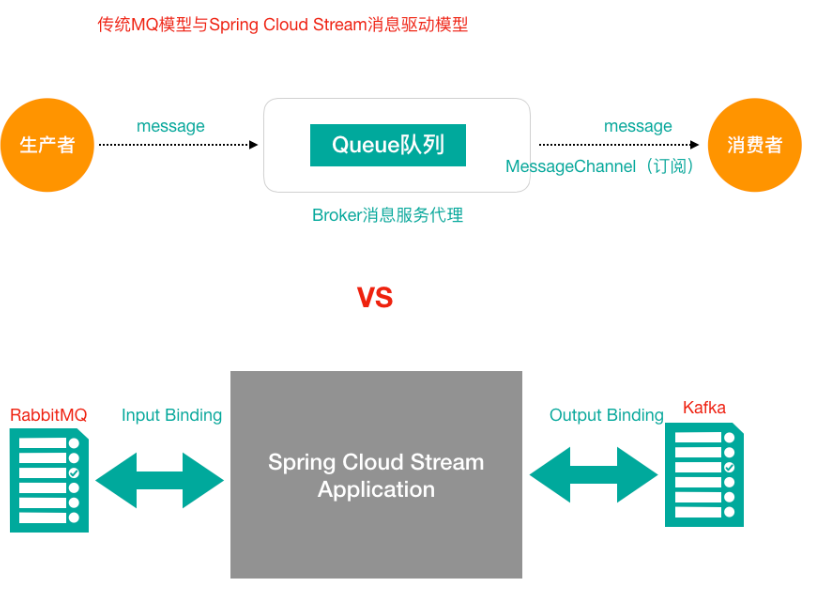 传统MQ模型与Spring Cloud Stream消息驱动模型
生产者
message
Queue队列
message
消费者
MessageChannel（订阅）
Broker消息服务代理
VS
RabbitMQ
Input Binding
Output Binding
Kafka
Spring Cloud Stream
Application